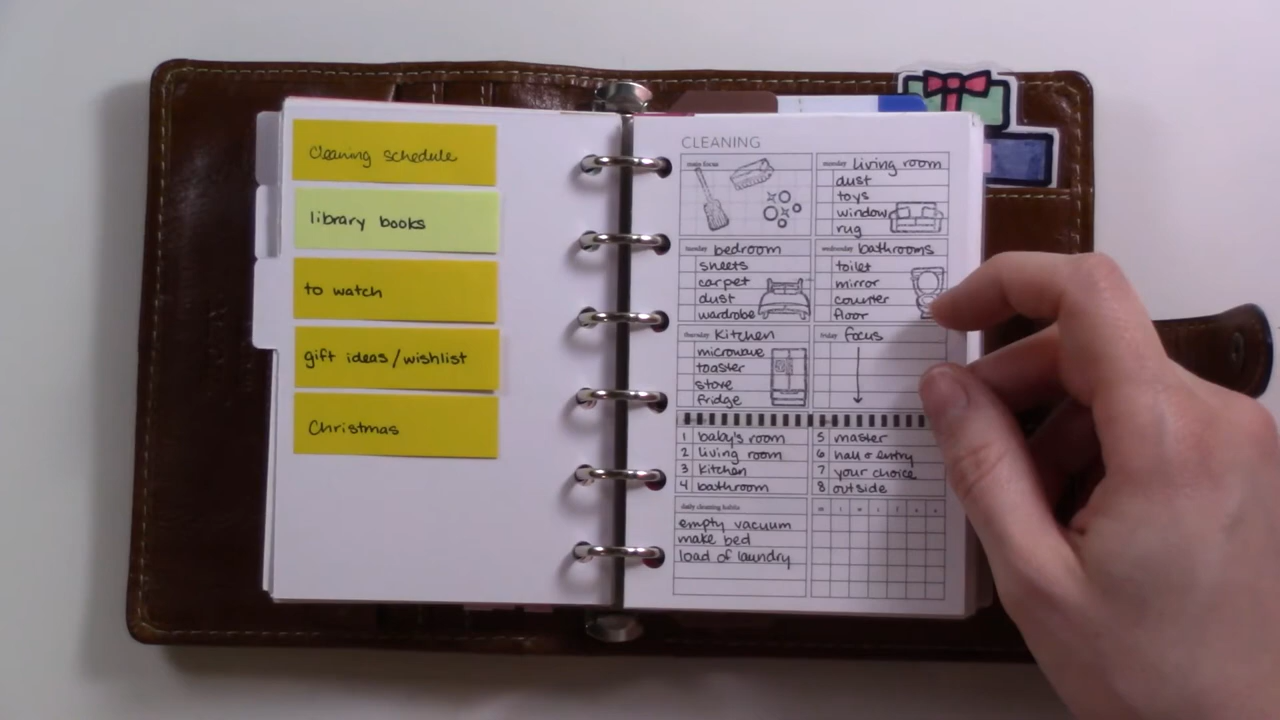 cleaning schedule
library books
to watch
gift ideas/wishlist
Christmas
CLEANING
main focus
monday living room
dust
toys
window
rug
tuesday bedroom
sheets
carpet
dust
wardrobe
wednesday bathrooms
toilet
mirror
counter
floor
thursday Kitchen
microwave
toaster
stove
fridge
friday focus
1 baby's room
2 living room
3 kitchen
4 bathroom
5 master
6 hall & entry
7 your choice
8 outside
daily cleaning habits
empty vacuum
make bed
load of laundry
m t w t f s s